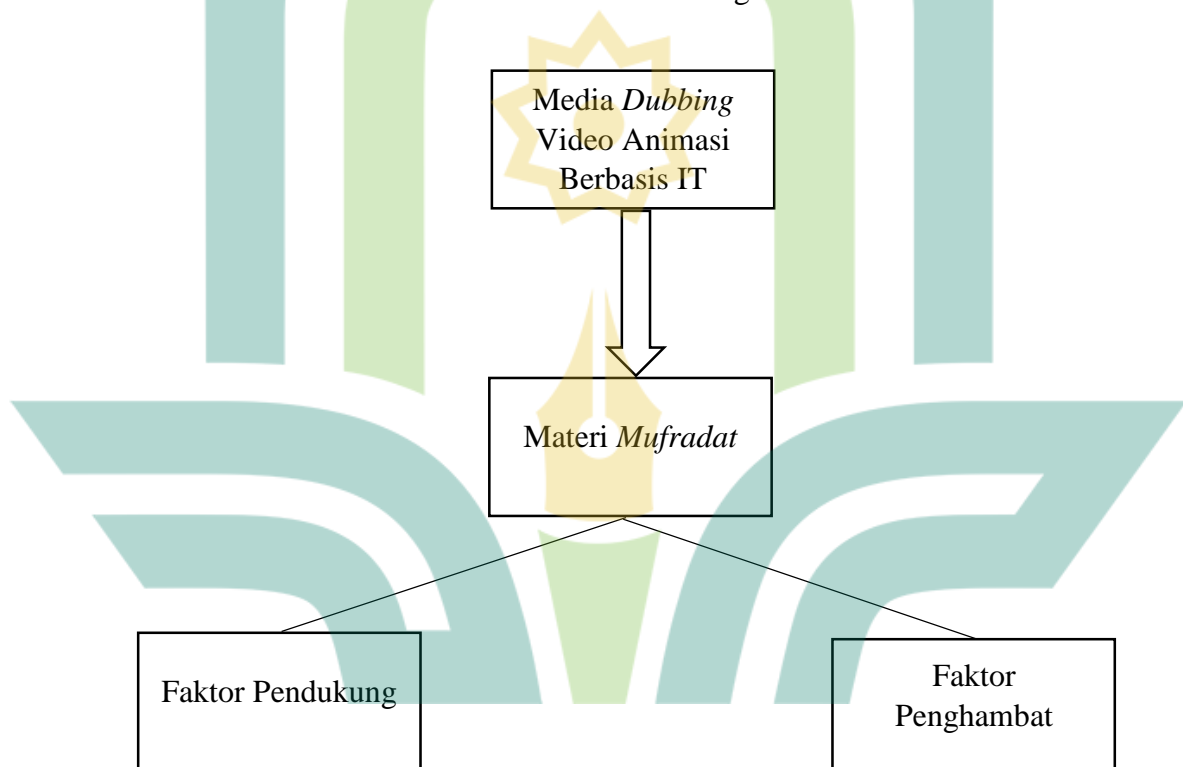 Media Dubbing
Video Animasi
Berbasis IT
Materi Mufradat
Faktor Pendukung
Faktor
Penghambat